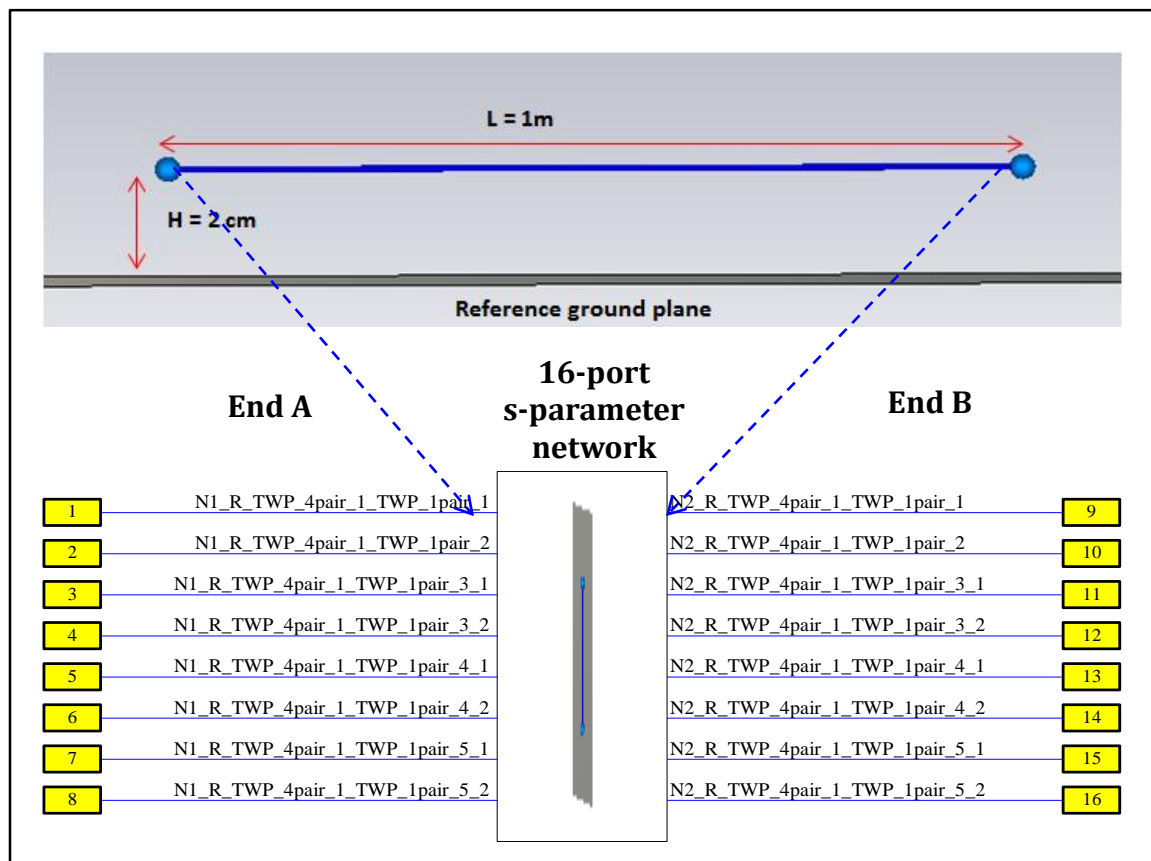 L = 1m
H = 2 cm
Reference ground plane
End A
16-port
s-parameter
network
End B
1 N1_R_TWP_4pair_1_TWP_1pair_1 N2_R_TWP_4pair_1_TWP_1pair_1 9
2 N1_R_TWP_4pair_1_TWP_1pair_2 N2_R_TWP_4pair_1_TWP_1pair_2 10
3 N1_R_TWP_4pair_1_TWP_1pair_3_1 N2_R_TWP_4pair_1_TWP_1pair_3_1 11
4 N1_R_TWP_4pair_1_TWP_1pair_3_2 N2_R_TWP_4pair_1_TWP_1pair_3_2 12
5 N1_R_TWP_4pair_1_TWP_1pair_4_1 N2_R_TWP_4pair_1_TWP_1pair_4_1 13
6 N1_R_TWP_4pair_1_TWP_1pair_4_2 N2_R_TWP_4pair_1_TWP_1pair_4_2 14
7 N1_R_TWP_4pair_1_TWP_1pair_5_1 N2_R_TWP_4pair_1_TWP_1pair_5_1 15
8 N1_R_TWP_4pair_1_TWP_1pair_5_2 N2_R_TWP_4pair_1_TWP_1pair_5_2 16